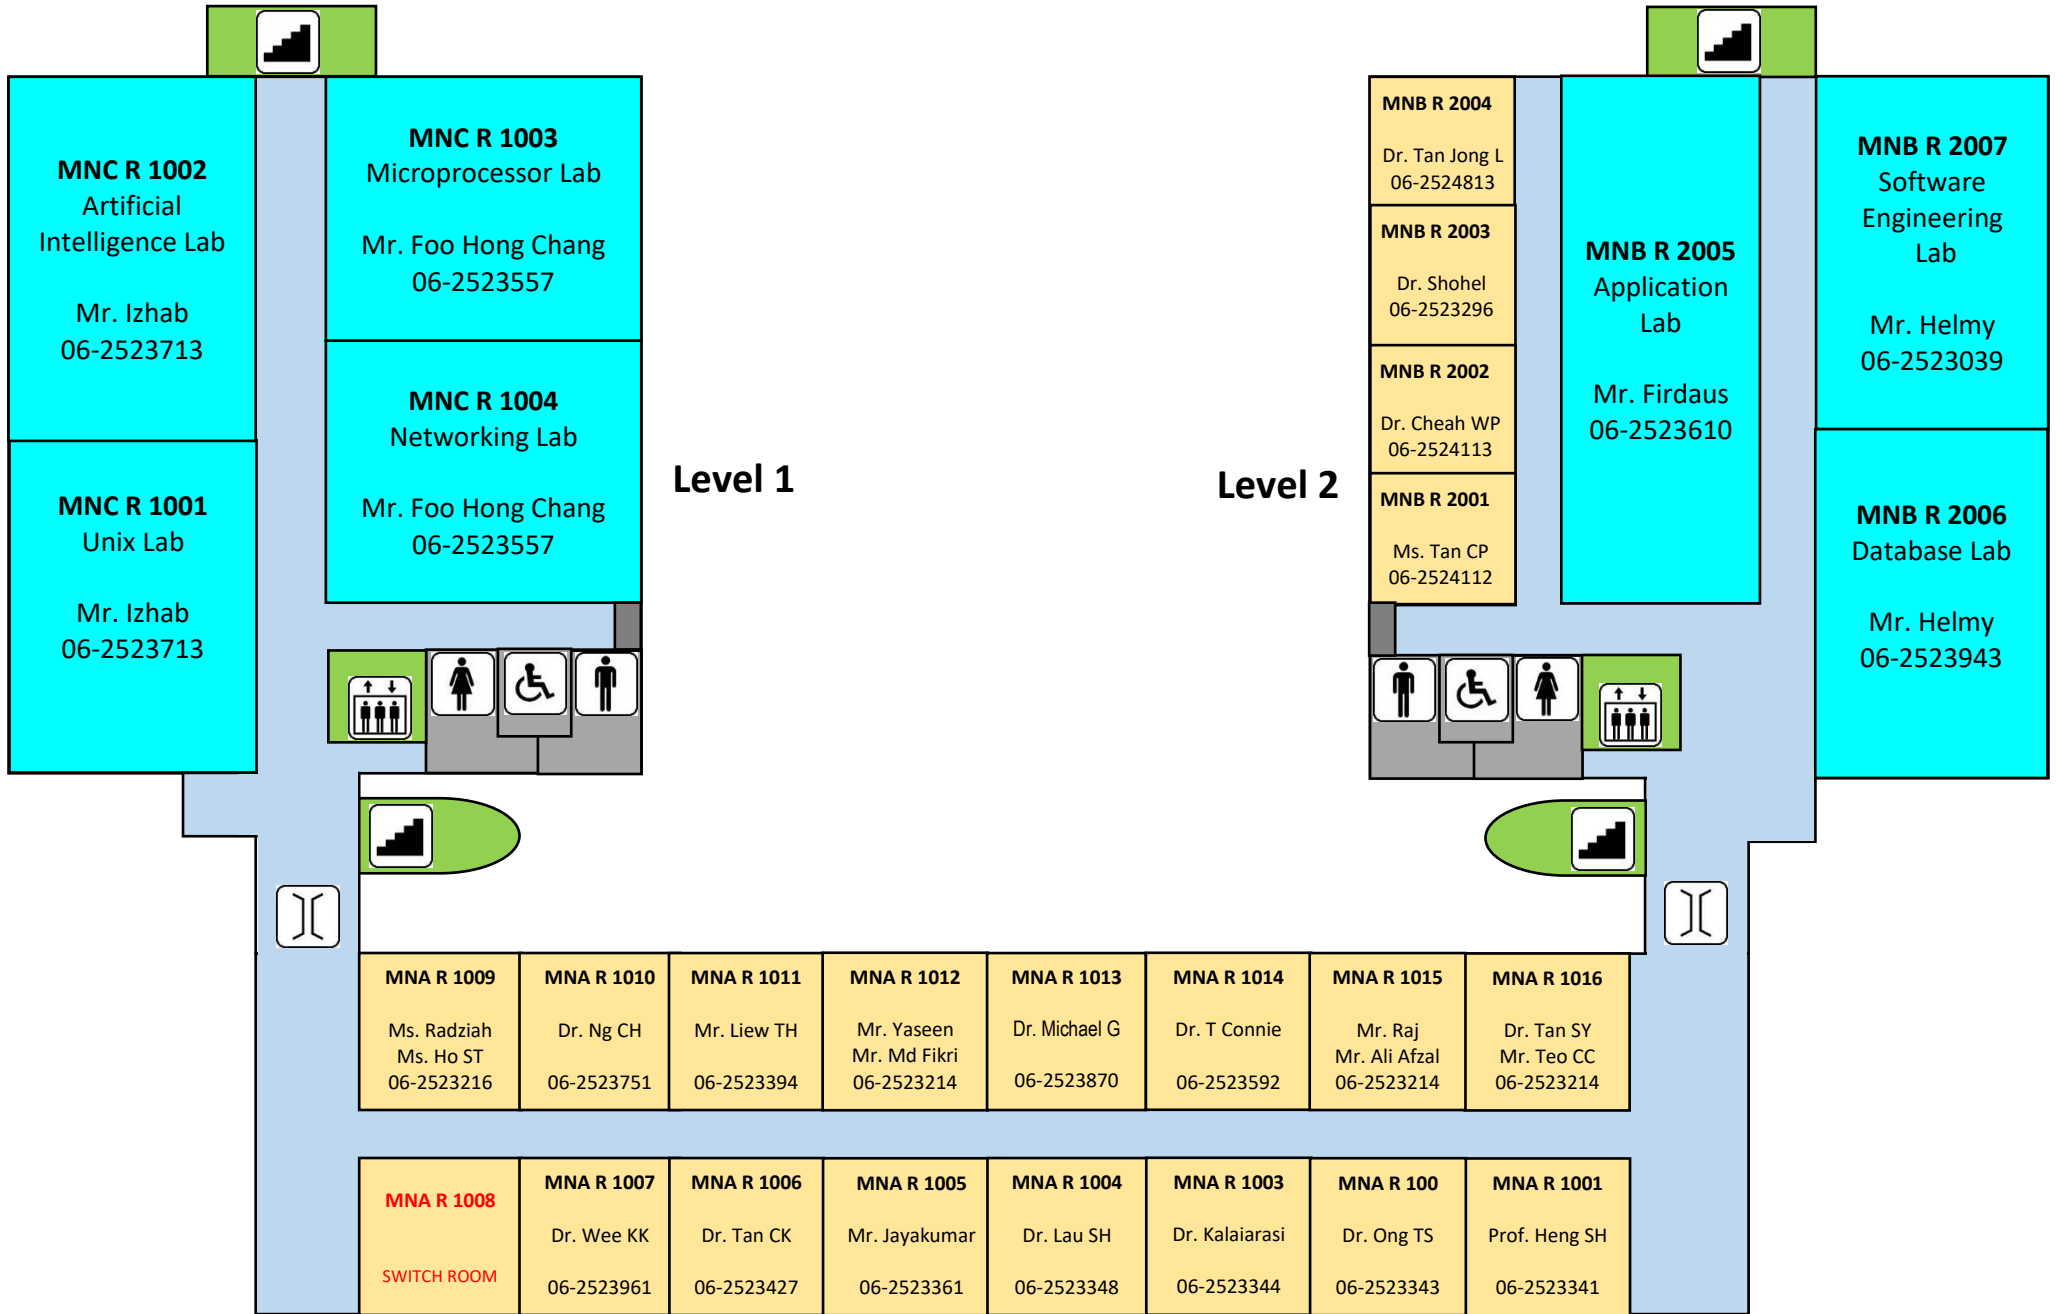 MNC R 1002
Artificial
Intelligence Lab
Mr. Izhab
06-2523713
MNC R 1003
Microprocessor Lab
Mr. Foo Hong Chang
06-2523557
MNC R 1001
Unix Lab
Mr. Izhab
06-2523713
MNC R 1004
Networking Lab
Mr. Foo Hong Chang
06-2523557
Level 1
Level 2
MNB R 2004
Dr. Tan Jong L
06-2524813
MNB R 2003
Dr. Shohel
06-2523296
MNB R 2002
Dr. Cheah WP
06-2524113
MNB R 2001
Ms. Tan CP
06-2524112
MNB R 2005
Application
Lab
Mr. Firdaus
06-2523610
MNB R 2007
Software
Engineering
Lab
Mr. Helmy
06-2523039
MNB R 2006
Database Lab
Mr. Helmy
06-2523943
MNA R 1009
Ms. Radziah
Ms. Ho ST
06-2523216
MNA R 1010
Dr. Ng CH
06-2523751
MNA R 1011
Mr. Liew TH
06-2523394
MNA R 1012
Mr. Yaseen
Mr. Md Fikri
06-2523214
MNA R 1013
Dr. Michael G
06-2523870
MNA R 1014
Dr. T Connie
06-2523592
MNA R 1015
Mr. Raj
Mr. Ali Afzal
06-2523214
MNA R 1016
Dr. Tan SY
Mr. Teo CC
06-2523214
MNA R 1008
SWITCH ROOM
MNA R 1007
Dr. Wee KK
06-2523961
MNA R 1006
Dr. Tan CK
06-2523427
MNA R 1005
Mr. Jayakumar
06-2523361
MNA R 1004
Dr. Lau SH
06-2523348
MNA R 1003
Dr. Kalaiarasi
06-2523344
MNA R 100
Dr. Ong TS
06-2523343
MNA R 1001
Prof. Heng SH
06-2523341